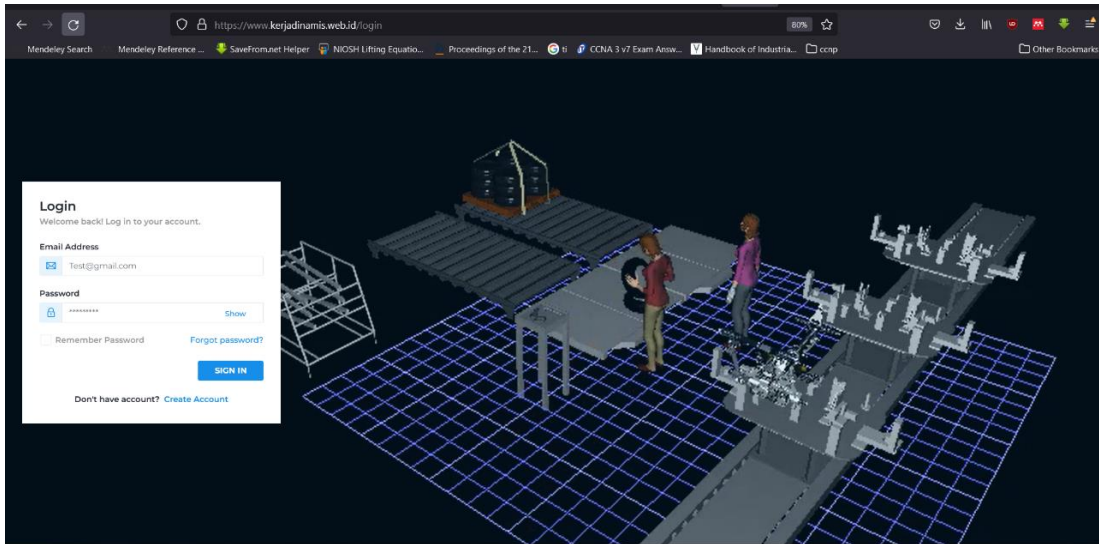 https://www.kerjadinamis.web.id/login 80%
Mendeley Search Mendeley Reference ... SaveFrom.net Helper NIOSH Lifting Equatio... Proceedings of the 21... ti CCNA 3 v7 Exam Answ... Handbook of Industria... ccnp Other Bookmarks
Login
Welcome back! Log in to your account.
Email Address
Test@gmail.com
Password
********* Show
Remember Password Forgot password?
SIGN IN
Don't have account? Create Account